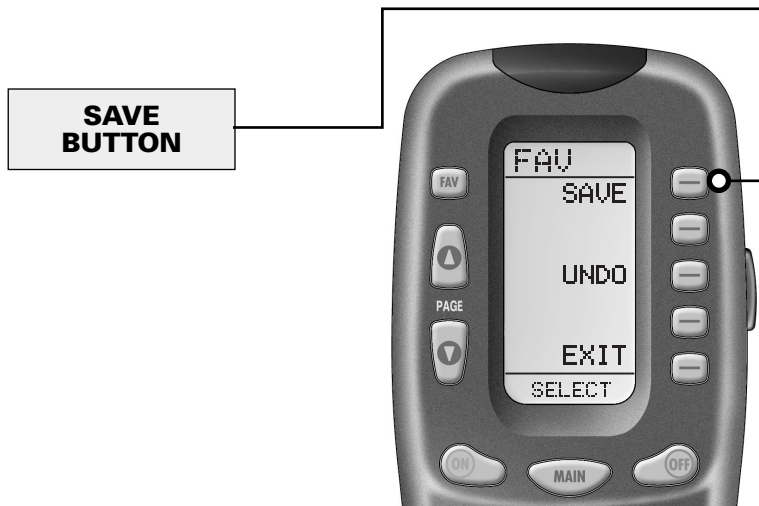 SAVE
BUTTON
FAV
SAVE
FAV
UNDO
PAGE
EXIT
SELECT
ON
MAIN
OFF